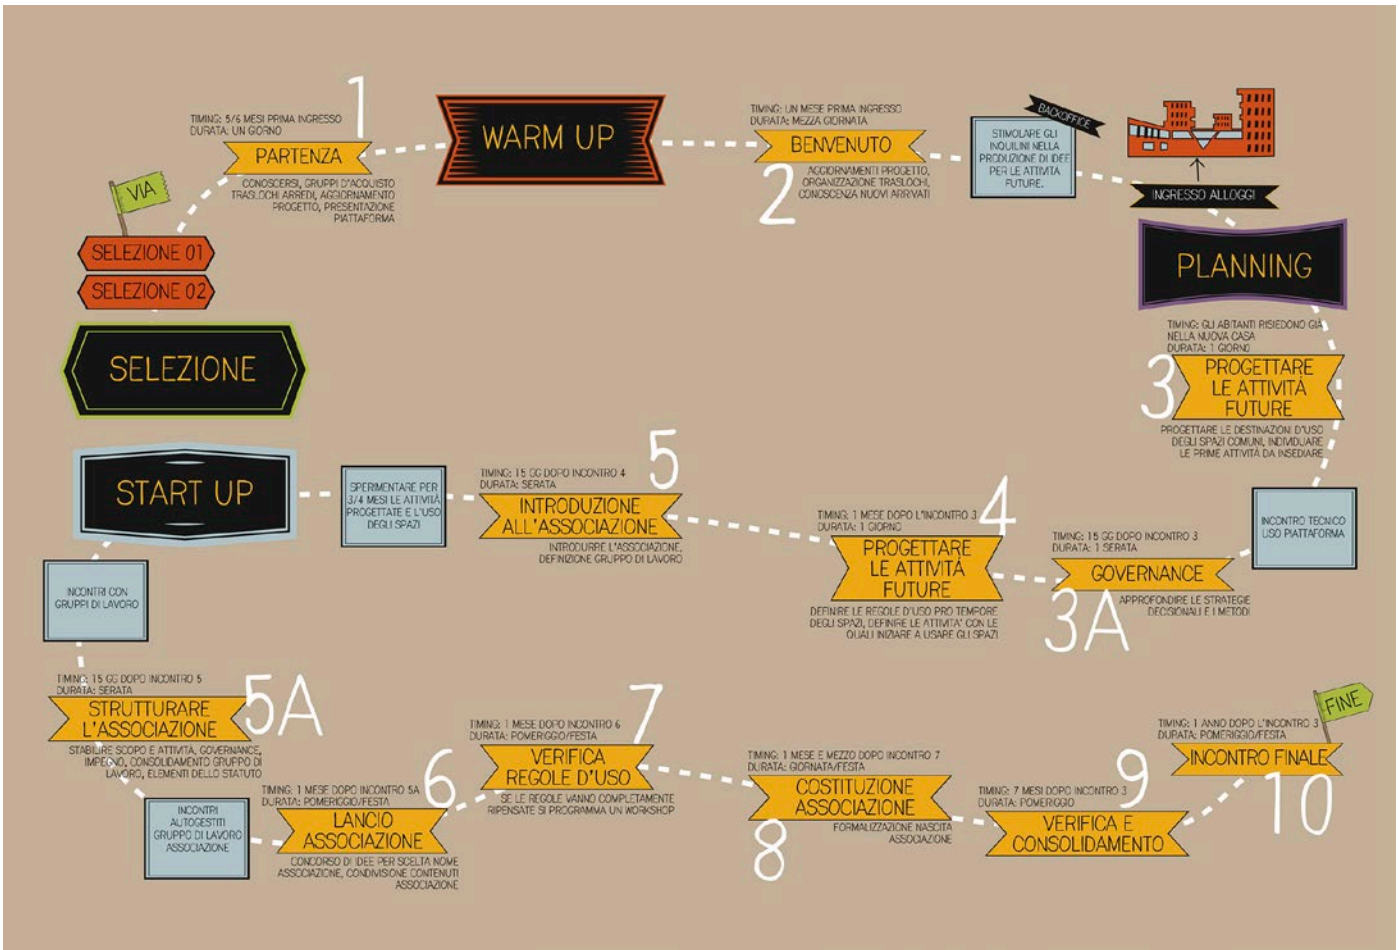 VIA
SELEZIONE 01
SELEZIONE 02
SELEZIONE
1
TIMING: 5/6 MESI PRIMA INGRESSO
DURATA: UN GIORNO
PARTENZA
CONOSCERSI, GRUPPI D'ACQUISTO
TRASLOCHI ARREDI, AGGIORNAMENTO
PROGETTO, PRESENTAZIONE
PIATTAFORMA
WARM UP
TIMING: UN MESE PRIMA INGRESSO
DURATA: MEZZA GIORNATA
BENVENUTO
2
AGGIORNAMENTI PROGETTO,
ORGANIZZAZIONE TRASLOCHI,
CONOSCENZA NUOVI ARRIVATI
BACKOFFICE
STIMOLARE GLI
INQUILINI NELLA
PRODUZIONE DI IDEE
PER LE ATTIVITÀ
FUTURE.
INGRESSO ALLOGGI
PLANNING
TIMING: GLI ABITANTI RISIEDONO GIÀ
NELLA NUOVA CASA
DURATA: 1 GIORNO
3
PROGETTARE
LE ATTIVITÀ
FUTURE
PROGETTARE LE DESTINAZIONI D'USO
DEGLI SPAZI COMUNI, INDIVIDUARE
LE PRIME ATTIVITÀ DA INSEDIARE
INCONTRO TECNICO
USO PIATTAFORMA
TIMING: 15 GG DOPO INCONTRO 3
DURATA: 1 SERATA
GOVERNANCE
3A
APPROFONDIRE LE STRATEGIE
DECISIONALI E I METODI
TIMING: 1 MESE DOPO L'INCONTRO 3
DURATA: 1 GIORNO
4
PROGETTARE
LE ATTIVITÀ
FUTURE
DEFINIRE LE REGOLE D'USO PRO TEMPORE
DEGLI SPAZI, DEFINIRE LE ATTIVITA' CON LE
QUALI INIZIARE A USARE GLI SPAZI
5
TIMING: 15 GG DOPO INCONTRO 4
DURATA: SERATA
INTRODUZIONE
ALL'ASSOCIAZIONE
INTRODURRE L'ASSOCIAZIONE,
DEFINIZIONE GRUPPO DI LAVORO
SPERIMENTARE PER
3/4 MESI LE ATTIVITÀ
PROGETTATE E L'USO
DEGLI SPAZI
START UP
INCONTRI CON
GRUPPI DI LAVORO
TIMING: 15 GG DOPO INCONTRO 5
DURATA: SERATA
5A
STRUTTURARE
L'ASSOCIAZIONE
STABILIRE SCOPO E ATTIVITÀ, GOVERNANCE,
IMPEGNO, CONSOLIDAMENTO GRUPPO DI
LAVORO, ELEMENTI DELLO STATUTO
INCONTRI
AUTOGESTITI
GRUPPO DI LAVORO
ASSOCIAZIONE
TIMING: 1 MESE DOPO INCONTRO 5A
DURATA: POMERIGGIO/FESTA
6
LANCIO
ASSOCIAZIONE
CONCORSO DI IDEE PER SCELTA NOME
ASSOCIAZIONE, CONDIVISIONE CONTENUTI
ASSOCIAZIONE
7
TIMING: 1 MESE DOPO INCONTRO 6
DURATA: POMERIGGIO/FESTA
VERIFICA
REGOLE D'USO
SE LE REGOLE VANNO COMPLETAMENTE
RIPENSATE SI PROGRAMMA UN WORKSHOP
TIMING: 1 MESE E MEZZO DOPO INCONTRO 7
DURATA: GIORNATA/FESTA
COSTITUZIONE
ASSOCIAZIONE
8
FORMALIZZAZIONE NASCITA
ASSOCIAZIONE
9
TIMING: 7 MESI DOPO INCONTRO 3
DURATA: POMERIGGIO
VERIFICA E
CONSOLIDAMENTO
FINE
TIMING: 1 ANNO DOPO L'INCONTRO 3
DURATA: POMERIGGIO/FESTA
INCONTRO FINALE
10